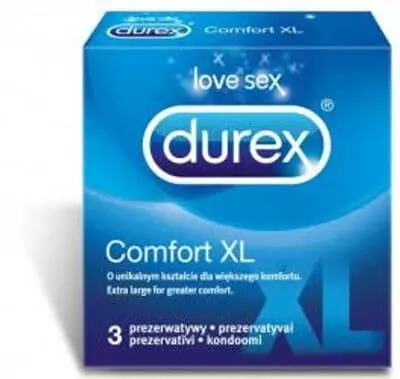 durex Comfort XL
love sex
durex®
Comfort XL
O unikalnym kształcie dla większego komfortu.
Extra large for greater comfort.
XL
3 prezerwatywy • prezervatyvai
prezervatīvi • kondoomi